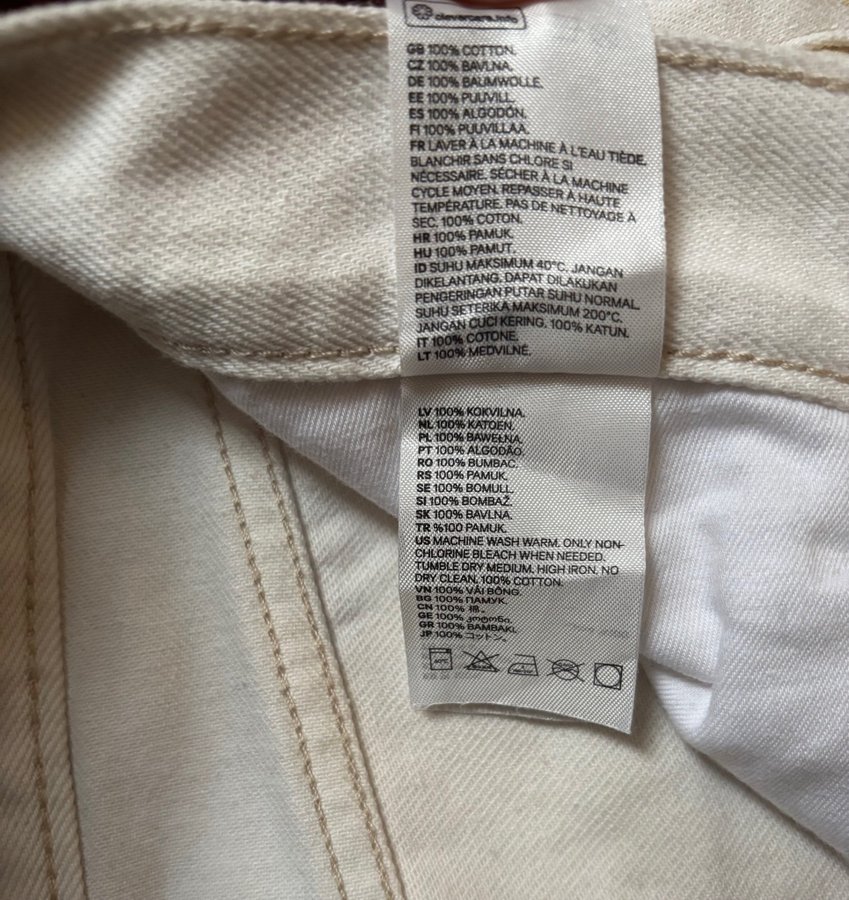 clevercare.info
GB 100% COTTON.
CZ 100% BAVLNA.
DE 100% BAUMWOLLE.
EE 100% PUUVILL.
ES 100% ALGODÓN.
FI 100% PUUVILLAA.
FR LAVER À LA MACHINE À L'EAU TIÈDE.
BLANCHIR SANS CHLORE SI
NÉCESSAIRE. SÉCHER À LA MACHINE
CYCLE MOYEN. REPASSER À HAUTE
TEMPÉRATURE. PAS DE NETTOYAGE À
SEC. 100% COTON.
HR 100% PAMUK.
HU 100% PAMUT.
ID SUHU MAKSIMUM 40°C. JANGAN
DIKELANTANG. DAPAT DILAKUKAN
PENGERINGAN PUTAR SUHU NORMAL.
SUHU SETERIKA MAKSIMUM 200°C.
JANGAN CUCI KERING. 100% KATUN.
IT 100% COTONE.
LT 100% MEDVILNĖ.
LV 100% KOKVILNA.
NL 100% KATOEN.
PL 100% BAWEŁNA.
PT 100% ALGODÃO.
RO 100% BUMBAC.
RS 100% PAMUK.
SE 100% BOMULL.
SI 100% BOMBAŽ.
SK 100% BAVLNA.
TR %100 PAMUK.
US MACHINE WASH WARM. ONLY NON-
CHLORINE BLEACH WHEN NEEDED.
TUMBLE DRY MEDIUM. HIGH IRON. NO
DRY CLEAN. 100% COTTON.
VN 100% VẢI BÔNG.
BG 100% ПАМУК.
CN 100% 棉。
GE 100% კოტონი.
GR 100% ΒΑΜΒΑΚΙ.
JP 100% コットン。
40°C